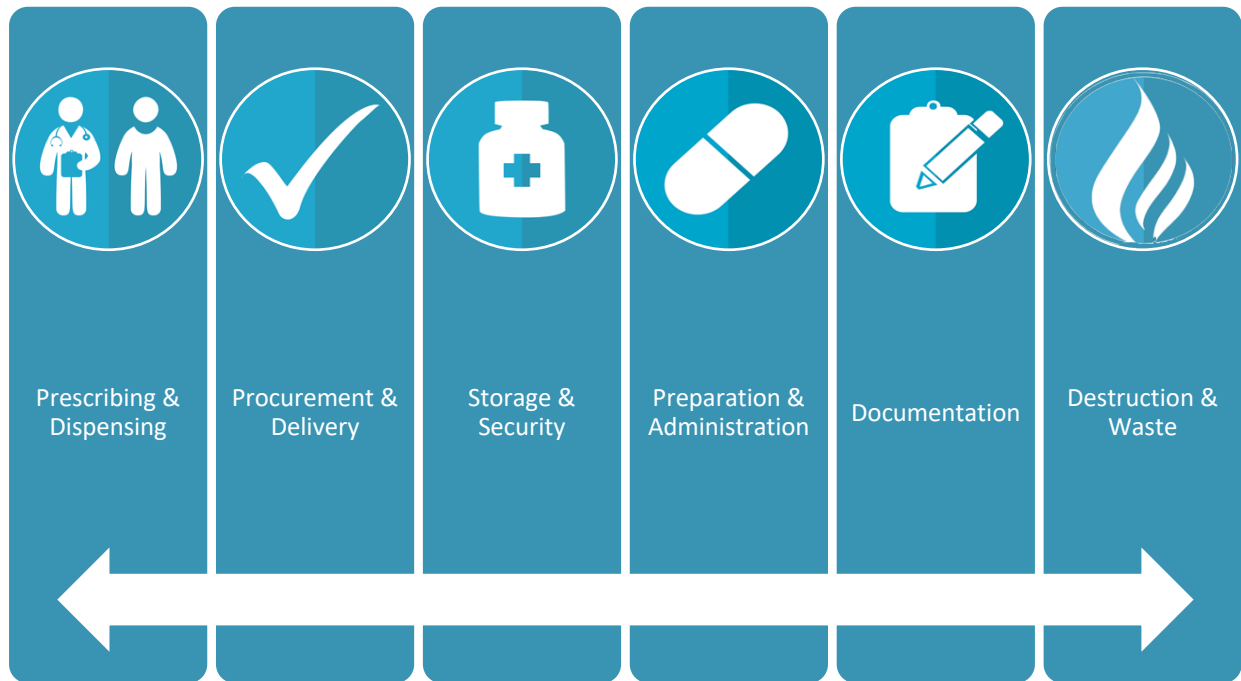 Prescribing &
Dispensing
Procurement &
Delivery
Storage &
Security
Preparation &
Administration
Documentation
Destruction &
Waste